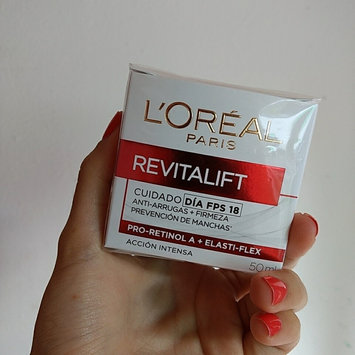 L'ORÉAL
PARIS
REVITALIFT
CUIDADO DÍA FPS 18
ANTI-ARRUGAS + FIRMEZA
PREVENCIÓN DE MANCHAS*
PRO-RETINOL A + ELASTI-FLEX
ACCIÓN INTENSA
50 ml